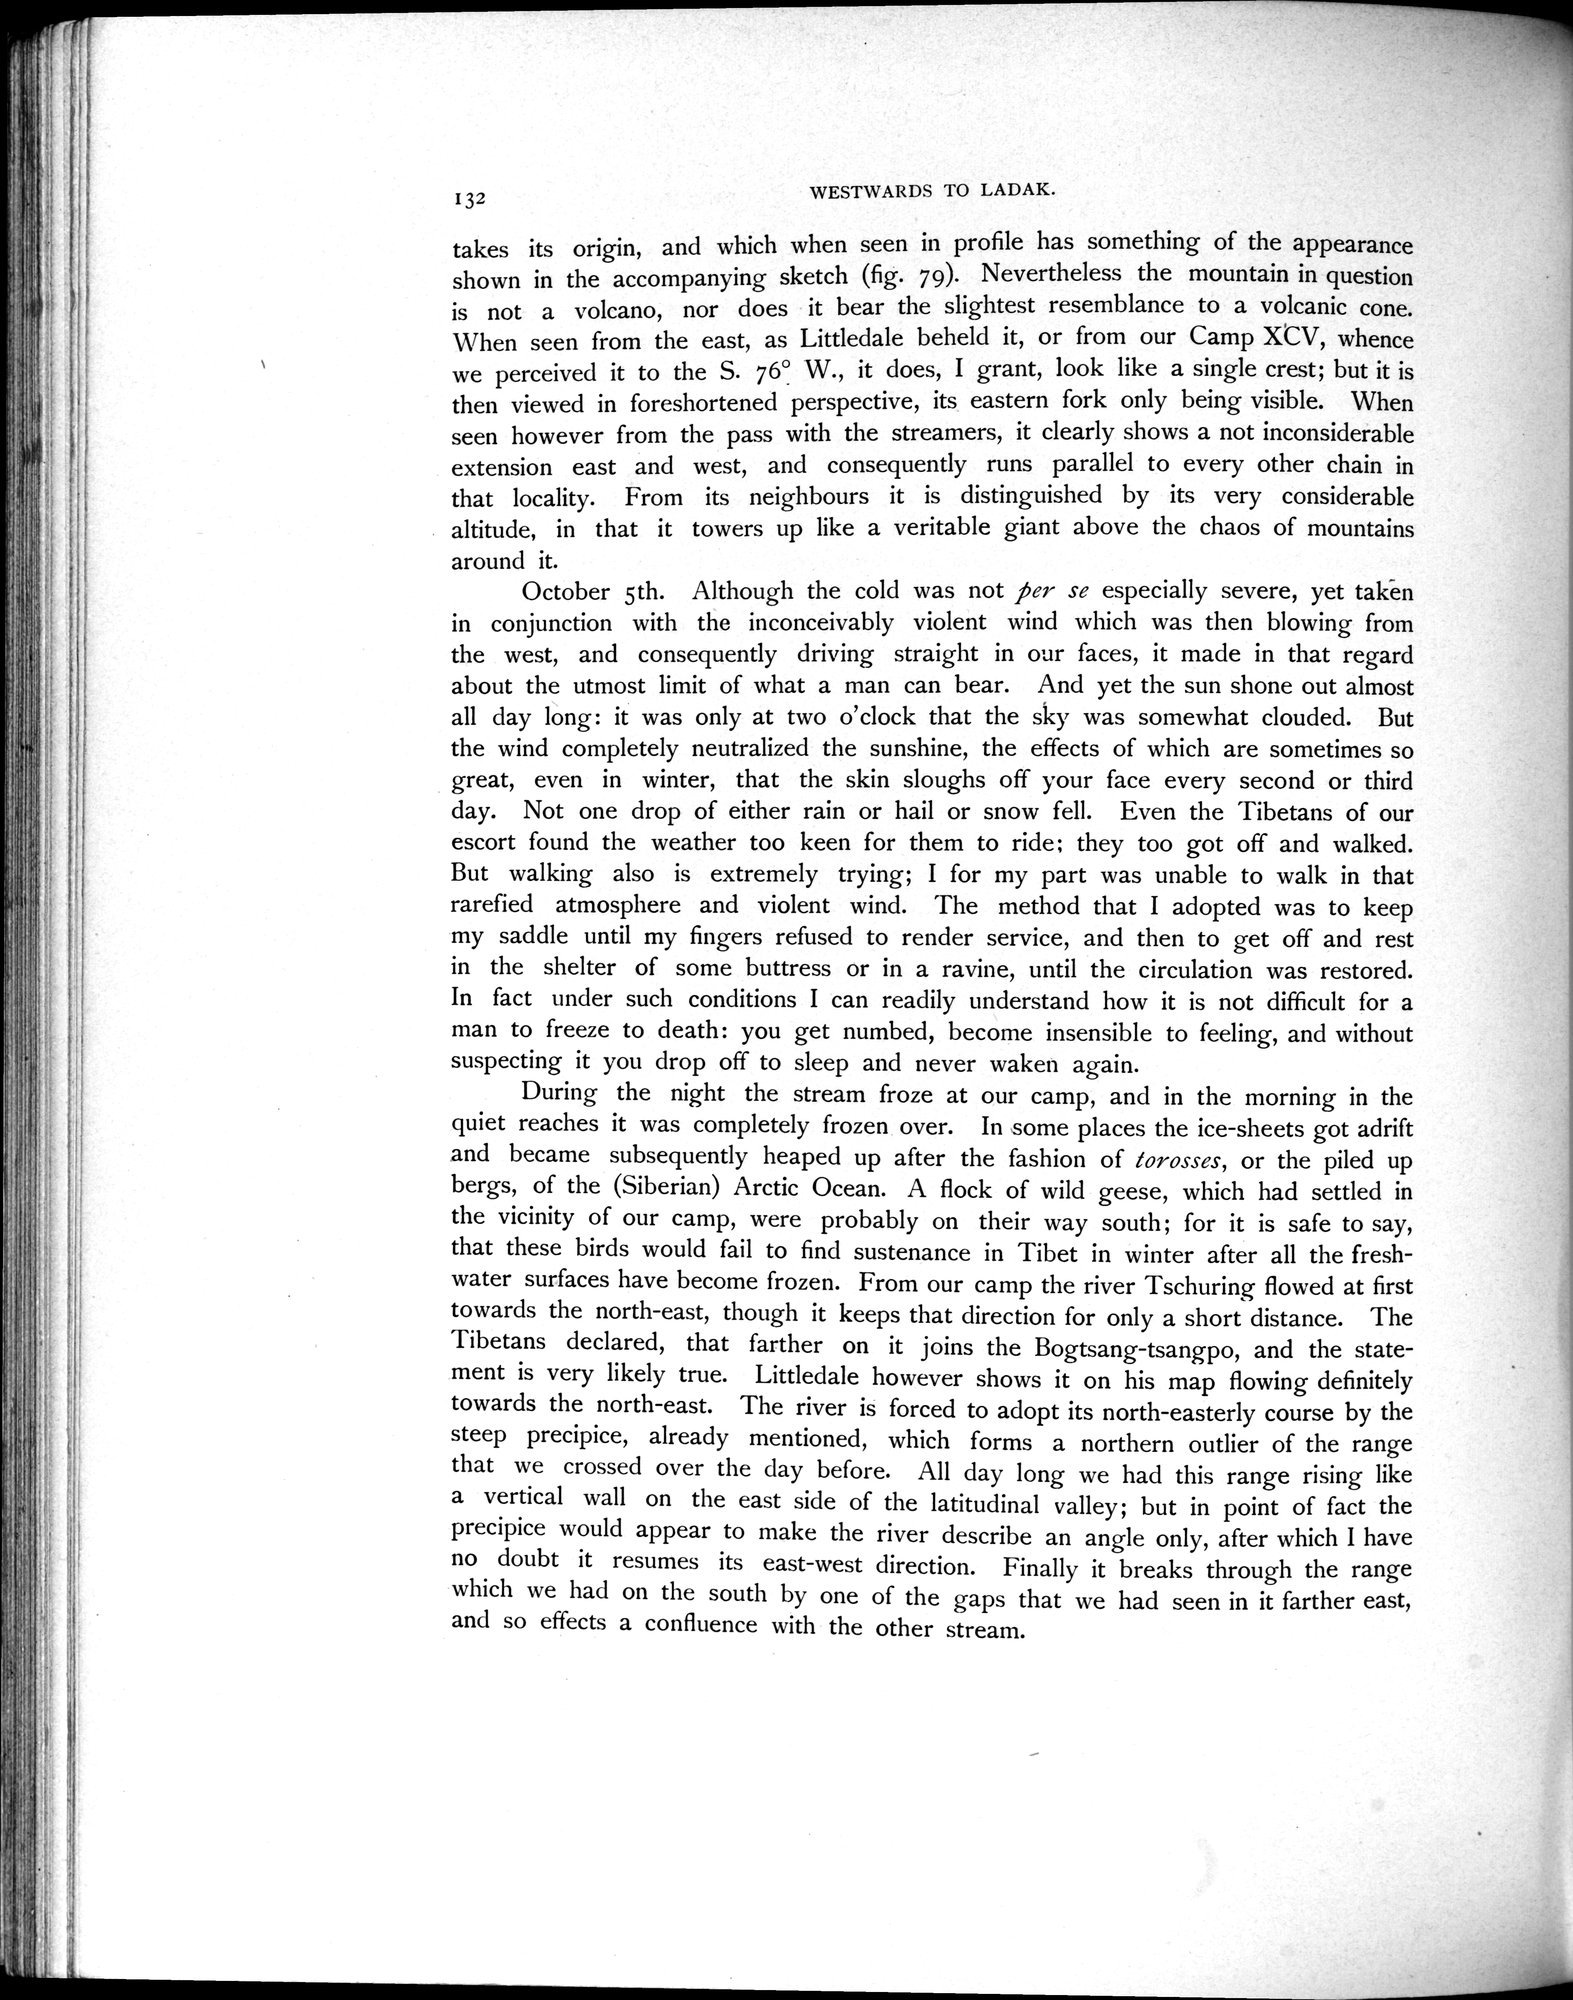 132
WESTWARDS TO LADAK.
takes its origin, and which when seen in profile has something of the appearance
shown in the accompanying sketch (fig. 79). Nevertheless the mountain in question
is not a volcano, nor does it bear the slightest resemblance to a volcanic cone.
When seen from the east, as Littledale beheld it, or from our Camp XCV, whence
we perceived it to the S. 76° W., it does, I grant, look like a single crest; but it is
then viewed in foreshortened perspective, its eastern fork only being visible. When
seen however from the pass with the streamers, it clearly shows a not inconsiderable
extension east and west, and consequently runs parallel to every other chain in
that locality. From its neighbours it is distinguished by its very considerable
altitude, in that it towers up like a veritable giant above the chaos of mountains
around it.
October 5th. Although the cold was not per se especially severe, yet taken
in conjunction with the inconceivably violent wind which was then blowing from
the west, and consequently driving straight in our faces, it made in that regard
about the utmost limit of what a man can bear. And yet the sun shone out almost
all day long: it was only at two o'clock that the sky was somewhat clouded. But
the wind completely neutralized the sunshine, the effects of which are sometimes so
great, even in winter, that the skin sloughs off your face every second or third
day. Not one drop of either rain or hail or snow fell. Even the Tibetans of our
escort found the weather too keen for them to ride; they too got off and walked.
But walking also is extremely trying; I for my part was unable to walk in that
rarefied atmosphere and violent wind. The method that I adopted was to keep
my saddle until my fingers refused to render service, and then to get off and rest
in the shelter of some buttress or in a ravine, until the circulation was restored.
In fact under such conditions I can readily understand how it is not difficult for a
man to freeze to death: you get numbed, become insensible to feeling, and without
suspecting it you drop off to sleep and never waken again.
During the night the stream froze at our camp, and in the morning in the
quiet reaches it was completely frozen over. In some places the ice-sheets got adrift
and became subsequently heaped up after the fashion of torosses, or the piled up
bergs, of the (Siberian) Arctic Ocean. A flock of wild geese, which had settled in
the vicinity of our camp, were probably on their way south; for it is safe to say,
that these birds would fail to find sustenance in Tibet in winter after all the fresh-
water surfaces have become frozen. From our camp the river Tschuring flowed at first
towards the north-east, though it keeps that direction for only a short distance. The
Tibetans declared, that farther on it joins the Bogtsang-tsangpo, and the state-
ment is very likely true. Littledale however shows it on his map flowing definitely
towards the north-east. The river is forced to adopt its north-easterly course by the
steep precipice, already mentioned, which forms a northern outlier of the range
that we crossed over the day before. All day long we had this range rising like
a vertical wall on the east side of the latitudinal valley; but in point of fact the
precipice would appear to make the river describe an angle only, after which I have
no doubt it resumes its east-west direction. Finally it breaks through the range
which we had on the south by one of the gaps that we had seen in it farther east,
and so effects a confluence with the other stream.